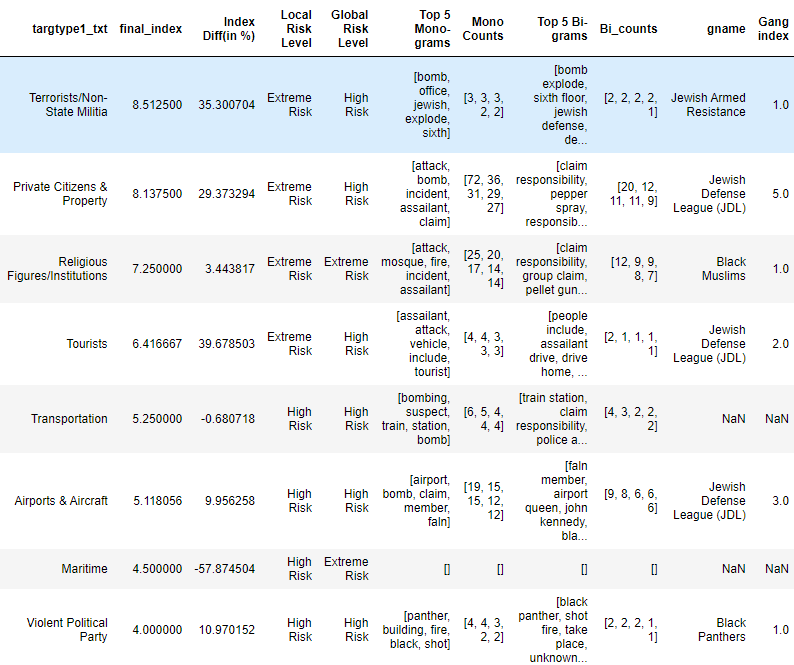 targtype1_txt final_index Index Diff(in %) Local Risk Level Global Risk Level Top 5 Mono-grams Mono Counts Top 5 Bi-grams Bi_counts gname Gang index
Terrorists/Non-State Militia 8.512500 35.300704 Extreme Risk High Risk [bomb, office, jewish, explode, sixth] [3, 3, 3, 2, 2] [bomb explode, sixth floor, jewish defense, de... [2, 2, 2, 2, 1] Jewish Armed Resistance 1.0
Private Citizens & Property 8.137500 29.373294 Extreme Risk High Risk [attack, bomb, incident, assailant, claim] [72, 36, 31, 29, 27] [claim responsibility, pepper spray, responsib... [20, 12, 11, 11, 9] Jewish Defense League (JDL) 5.0
Religious Figures/Institutions 7.250000 3.443817 Extreme Risk Extreme Risk [attack, mosque, fire, incident, assailant] [25, 20, 17, 14, 14] [claim responsibility, group claim, pellet gun... [12, 9, 9, 8, 7] Black Muslims 1.0
Tourists 6.416667 39.678503 Extreme Risk High Risk [assailant, attack, vehicle, include, tourist] [4, 4, 3, 3, 3] [people include, assailant drive, drive home, ... [2, 1, 1, 1, 1] Jewish Defense League (JDL) 2.0
Transportation 5.250000 -0.680718 High Risk High Risk [bombing, suspect, train, station, bomb] [6, 5, 4, 4, 4] [train station, claim responsibility, police a... [4, 3, 2, 2, 2] NaN NaN
Airports & Aircraft 5.118056 9.956258 High Risk High Risk [airport, bomb, claim, member, faln] [19, 15, 15, 12, 12] [faln member, airport queen, john kennedy, bla... [9, 8, 6, 6, 6] Jewish Defense League (JDL) 3.0
Maritime 4.500000 -57.874504 High Risk Extreme Risk [] [] [] [] NaN NaN
Violent Political Party 4.000000 10.970152 High Risk High Risk [panther, building, fire, black, shot] [4, 4, 3, 2, 2] [black panther, shot fire, take place, unknown... [2, 2, 2, 1, 1] Black Panthers 1.0